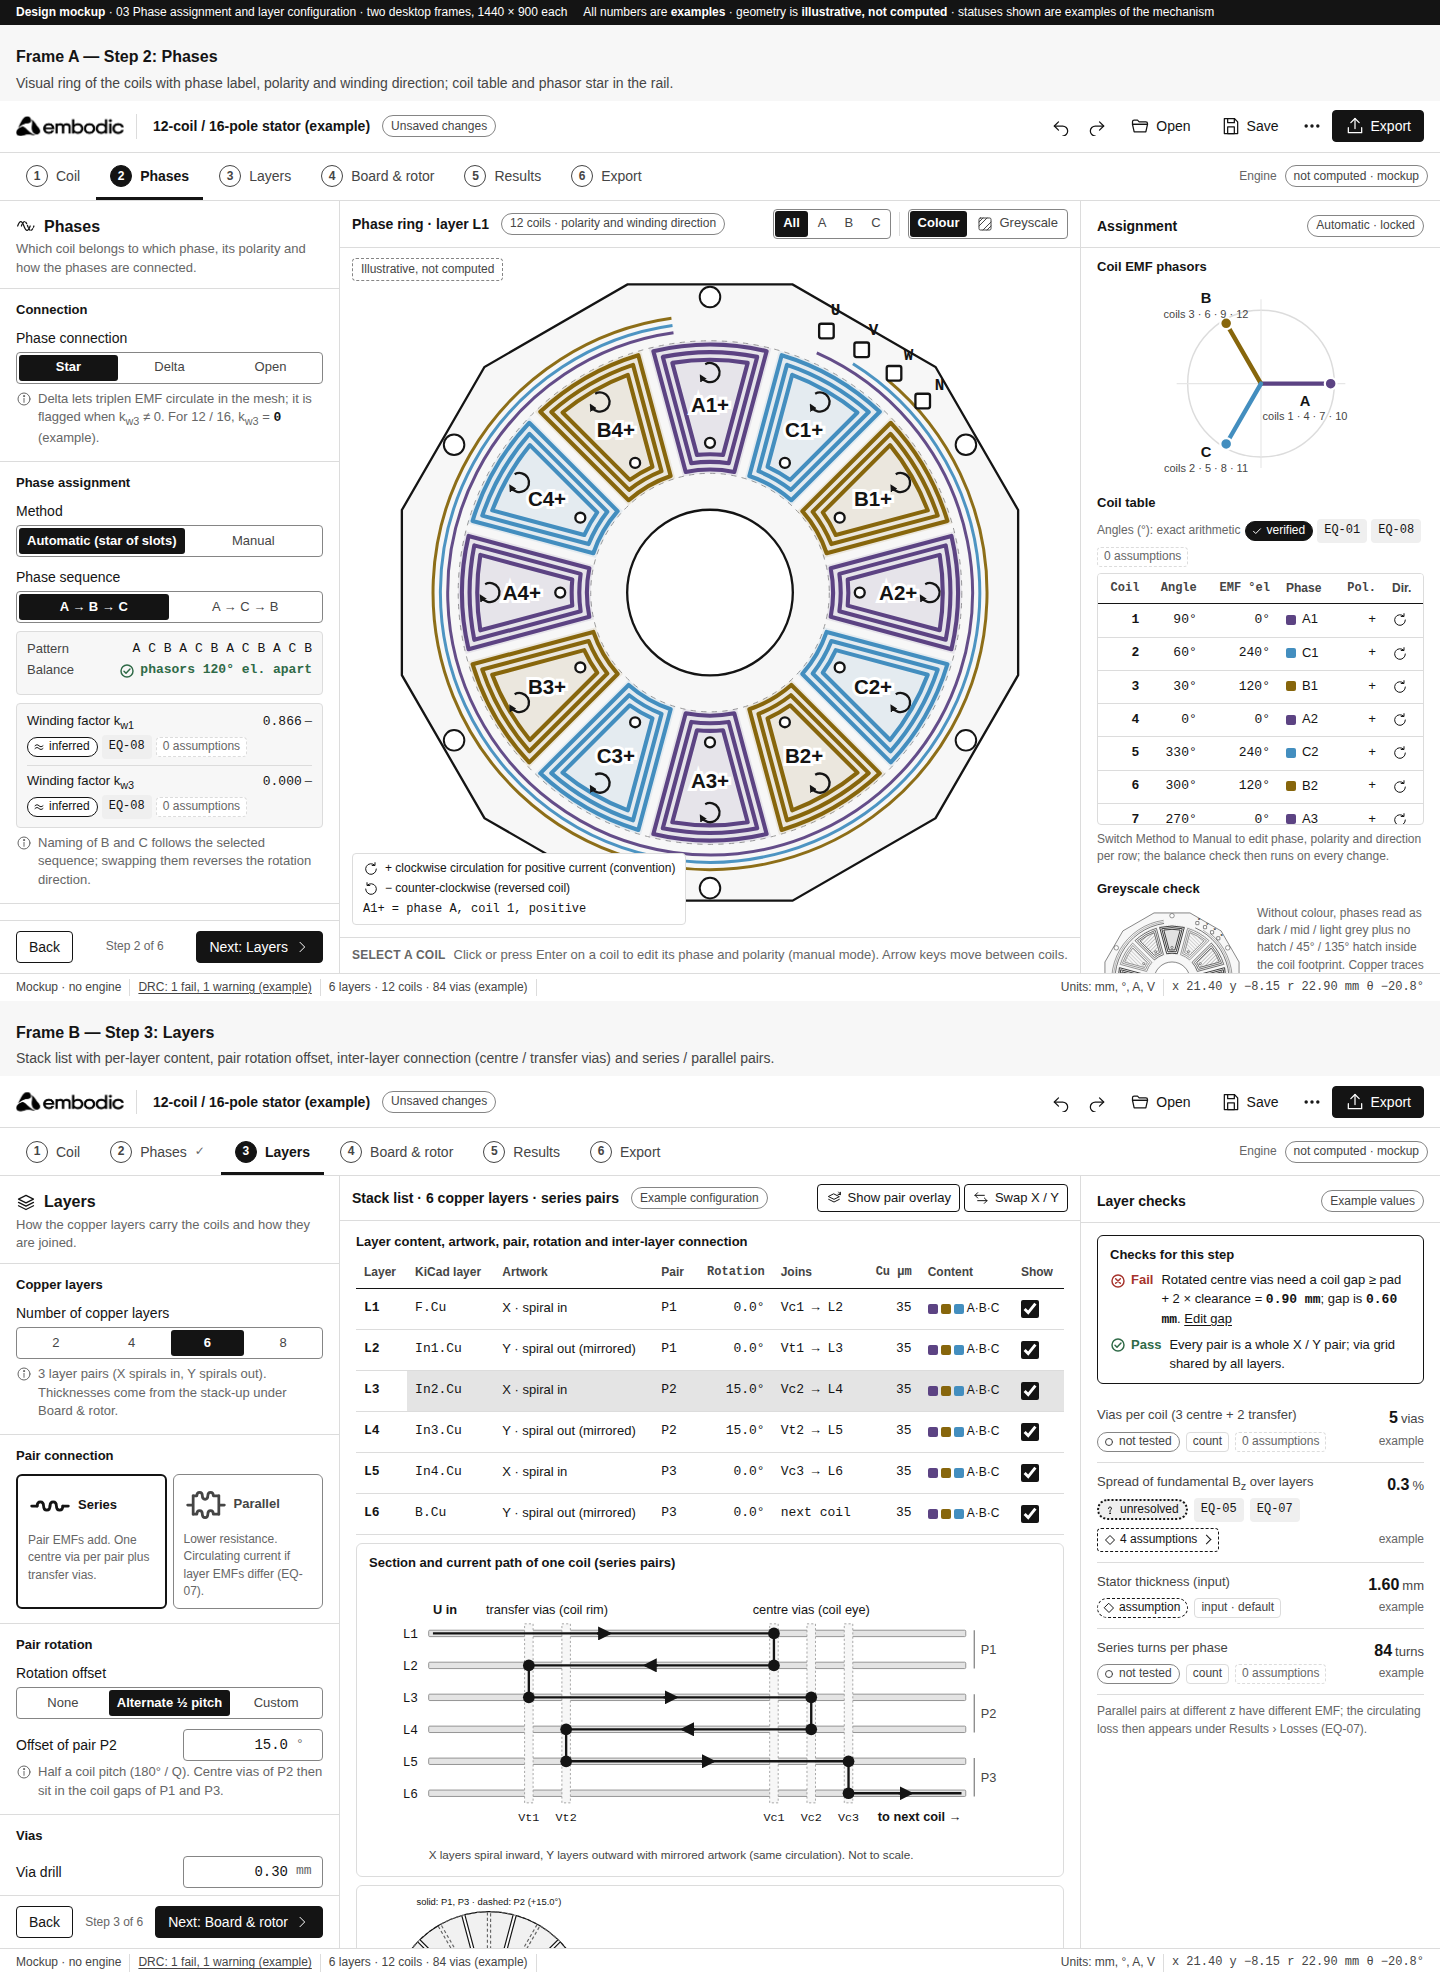 Design mockup · 03 Phase assignment and layer configuration · two desktop frames, 1440 × 900 each All numbers are examples · geometry is illustrative, not computed · statuses shown are examples of the mechanism
Frame A — Step 2: Phases
Visual ring of the coils with phase label, polarity and winding direction; coil table and phasor star in the rail.
embodic 12-coil / 16-pole stator (example) Unsaved changes Open Save Export
1 Coil 2 Phases 3 Layers 4 Board & rotor 5 Results 6 Export Engine not computed · mockup
Phases
Which coil belongs to which phase, its polarity and
how the phases are connected.
Connection
Phase connection
Star Delta Open
Delta lets triplen EMF circulate in the mesh; it is
flagged when kw3 ≠ 0. For 12 / 16, kw3 = 0
(example).
Phase assignment
Method
Automatic (star of slots) Manual
Phase sequence
A → B → C A → C → B
Pattern A C B A C B A C B A C B
Balance phasors 120° el. apart
Winding factor kw1 0.866 –
inferred EQ-08 0 assumptions
Winding factor kw3 0.000 –
inferred EQ-08 0 assumptions
Naming of B and C follows the selected
sequence; swapping them reverses the rotation
direction.
Back Step 2 of 6 Next: Layers
Phase ring · layer L1 12 coils · polarity and winding direction All A B C Colour Greyscale
Illustrative, not computed
U
V
W
N
A1+
B4+ C1+
C4+ B1+
A4+ A2+
B3+ C2+
C3+ B2+
A3+
+ clockwise circulation for positive current (convention)
− counter-clockwise (reversed coil)
A1+ = phase A, coil 1, positive
SELECT A COIL Click or press Enter on a coil to edit its phase and polarity (manual mode). Arrow keys move between coils.
Assignment Automatic · locked
Coil EMF phasors
B
coils 3 · 6 · 9 · 12
A
coils 1 · 4 · 7 · 10
C
coils 2 · 5 · 8 · 11
Coil table
Angles (°): exact arithmetic verified EQ-01 EQ-08
0 assumptions
Coil Angle EMF °el Phase Pol. Dir.
1 90° 0° A1 +
2 60° 240° C1 +
3 30° 120° B1 +
4 0° 0° A2 +
5 330° 240° C2 +
6 300° 120° B2 +
7 270° 0° A3 +
Switch Method to Manual to edit phase, polarity and direction
per row; the balance check then runs on every change.
Greyscale check
Without colour, phases read as
dark / mid / light grey plus no
hatch / 45° / 135° hatch inside
the coil footprint. Copper traces
Mockup · no engine DRC: 1 fail, 1 warning (example) 6 layers · 12 coils · 84 vias (example) Units: mm, °, A, V x 21.40 y −8.15 r 22.90 mm θ −20.8°
Frame B — Step 3: Layers
Stack list with per-layer content, pair rotation offset, inter-layer connection (centre / transfer vias) and series / parallel pairs.
embodic 12-coil / 16-pole stator (example) Unsaved changes Open Save Export
1 Coil 2 Phases ✓ 3 Layers 4 Board & rotor 5 Results 6 Export Engine not computed · mockup
Layers
How the copper layers carry the coils and how they
are joined.
Copper layers
Number of copper layers
2 4 6 8
3 layer pairs (X spirals in, Y spirals out).
Thicknesses come from the stack-up under
Board & rotor.
Pair connection
Series
Pair EMFs add. One
centre via per pair plus
transfer vias.
Parallel
Lower resistance.
Circulating current if
layer EMFs differ (EQ-
07).
Pair rotation
Rotation offset
None Alternate ½ pitch Custom
Offset of pair P2 15.0 °
Half a coil pitch (180° / Q). Centre vias of P2 then
sit in the coil gaps of P1 and P3.
Vias
Via drill 0.30 mm
Back Step 3 of 6 Next: Board & rotor
Stack list · 6 copper layers · series pairs Example configuration Show pair overlay Swap X / Y
Layer content, artwork, pair, rotation and inter-layer connection
Layer KiCad layer Artwork Pair Rotation Joins Cu µm Content Show
L1 F.Cu X · spiral in P1 0.0° Vc1 → L2 35 A·B·C
L2 In1.Cu Y · spiral out (mirrored) P1 0.0° Vt1 → L3 35 A·B·C
L3 In2.Cu X · spiral in P2 15.0° Vc2 → L4 35 A·B·C
L4 In3.Cu Y · spiral out (mirrored) P2 15.0° Vt2 → L5 35 A·B·C
L5 In4.Cu X · spiral in P3 0.0° Vc3 → L6 35 A·B·C
L6 B.Cu Y · spiral out (mirrored) P3 0.0° next coil 35 A·B·C
Section and current path of one coil (series pairs)
U in transfer vias (coil rim) centre vias (coil eye)
L1
L2
L3
L4
L5
L6
P1
P2
P3
Vt1 Vt2 Vc1 Vc2 Vc3 to next coil →
X layers spiral inward, Y layers outward with mirrored artwork (same circulation). Not to scale.
solid: P1, P3 · dashed: P2 (+15.0°)
Layer checks Example values
Checks for this step
Fail Rotated centre vias need a coil gap ≥ pad
+ 2 × clearance = 0.90 mm; gap is 0.60
mm. Edit gap
Pass Every pair is a whole X / Y pair; via grid
shared by all layers.
Vias per coil (3 centre + 2 transfer) 5 vias
not tested count 0 assumptions example
Spread of fundamental Bz over layers 0.3 %
? unresolved EQ-05 EQ-07
4 assumptions example
Stator thickness (input) 1.60 mm
assumption input · default example
Series turns per phase 84 turns
not tested count 0 assumptions example
Parallel pairs at different z have different EMF; the circulating
loss then appears under Results › Losses (EQ-07).
Mockup · no engine DRC: 1 fail, 1 warning (example) 6 layers · 12 coils · 84 vias (example) Units: mm, °, A, V x 21.40 y −8.15 r 22.90 mm θ −20.8°